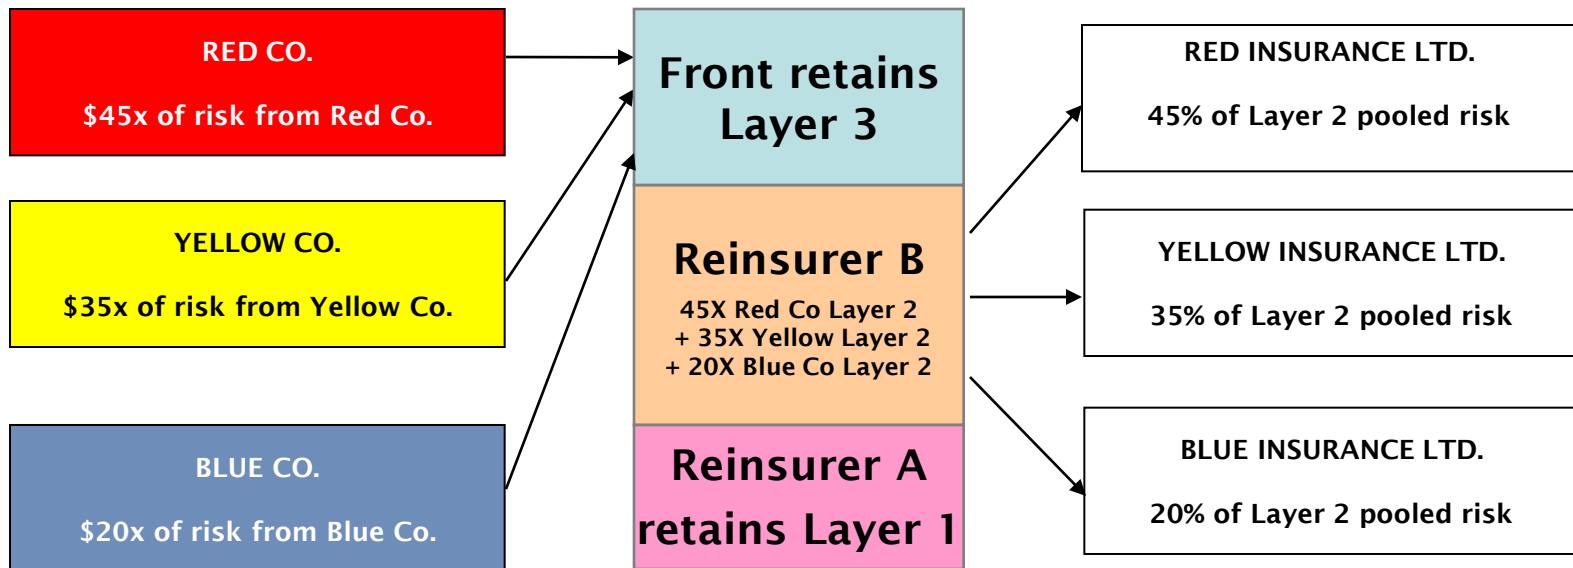 RED CO.
$45x of risk from Red Co.
YELLOW CO.
$35x of risk from Yellow Co.
BLUE CO.
$20x of risk from Blue Co.
Front retains
Layer 3
Reinsurer B
45X Red Co Layer 2
+ 35X Yellow Layer 2
+ 20X Blue Co Layer 2
Reinsurer A
retains Layer 1
RED INSURANCE LTD.
45% of Layer 2 pooled risk
YELLOW INSURANCE LTD.
35% of Layer 2 pooled risk
BLUE INSURANCE LTD.
20% of Layer 2 pooled risk